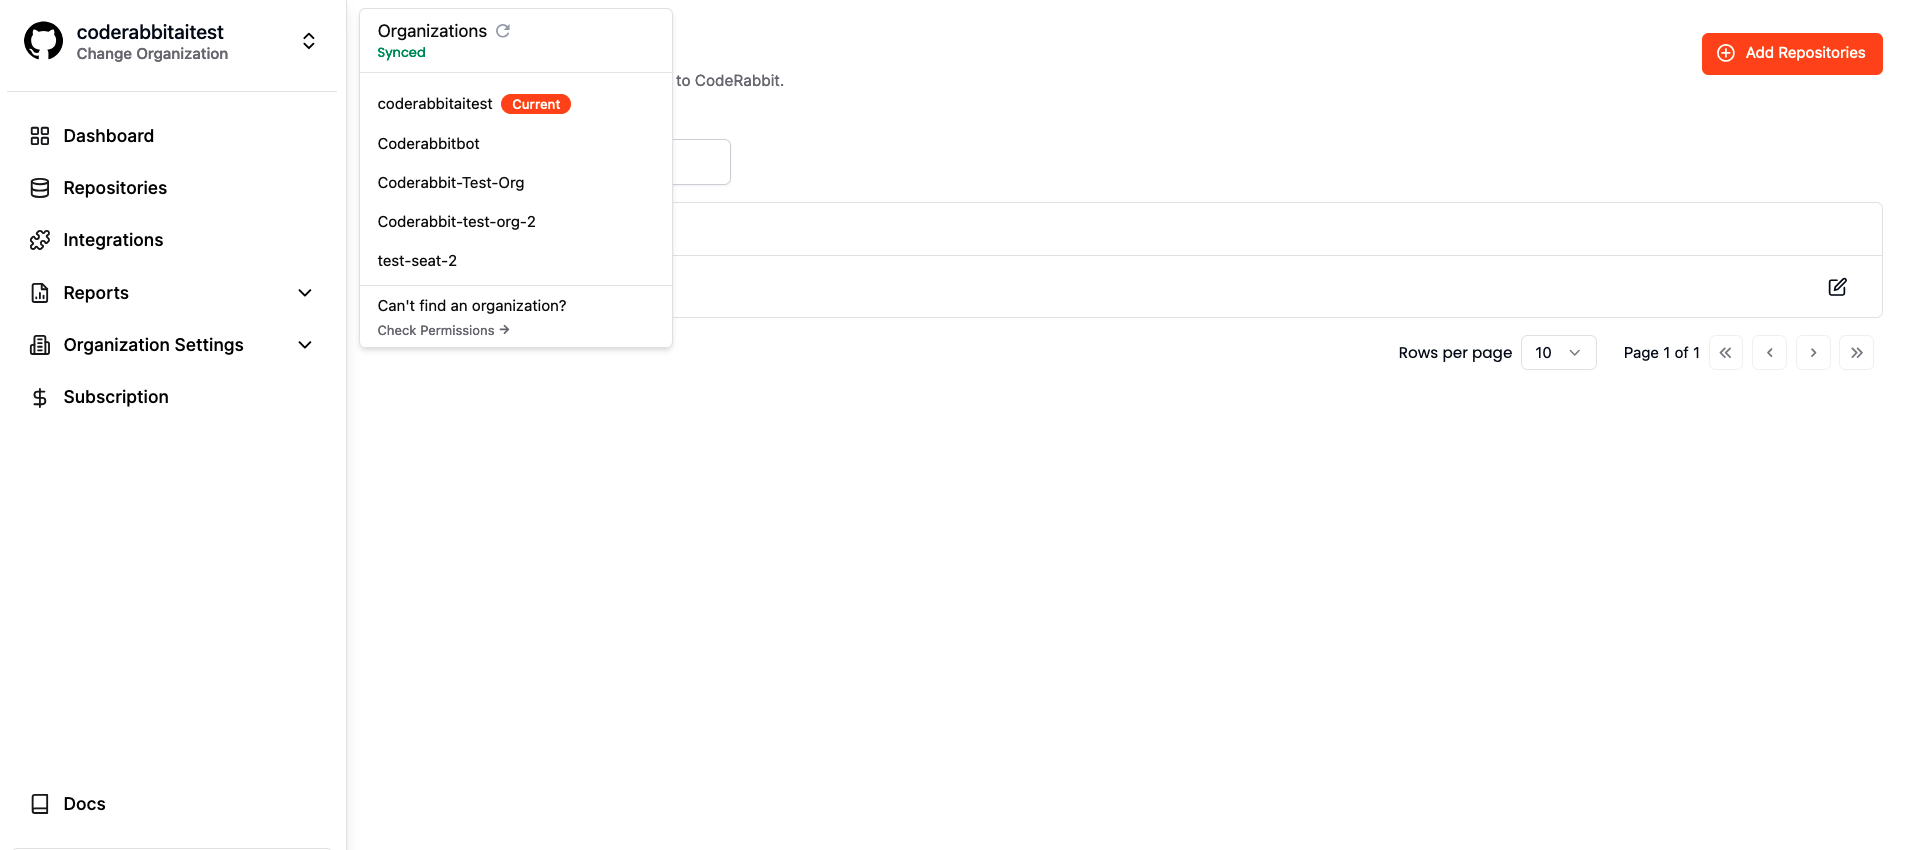 coderabbitaitest
Change Organization
Dashboard
Repositories
Integrations
Reports
Organization Settings
Subscription
Docs
Organizations
Synced
coderabbitaitest Current
Coderabbitbot
Coderabbit-Test-Org
Coderabbit-test-org-2
test-seat-2
Can't find an organization?
Check Permissions →
to CodeRabbit.
Add Repositories
Rows per page 10 Page 1 of 1